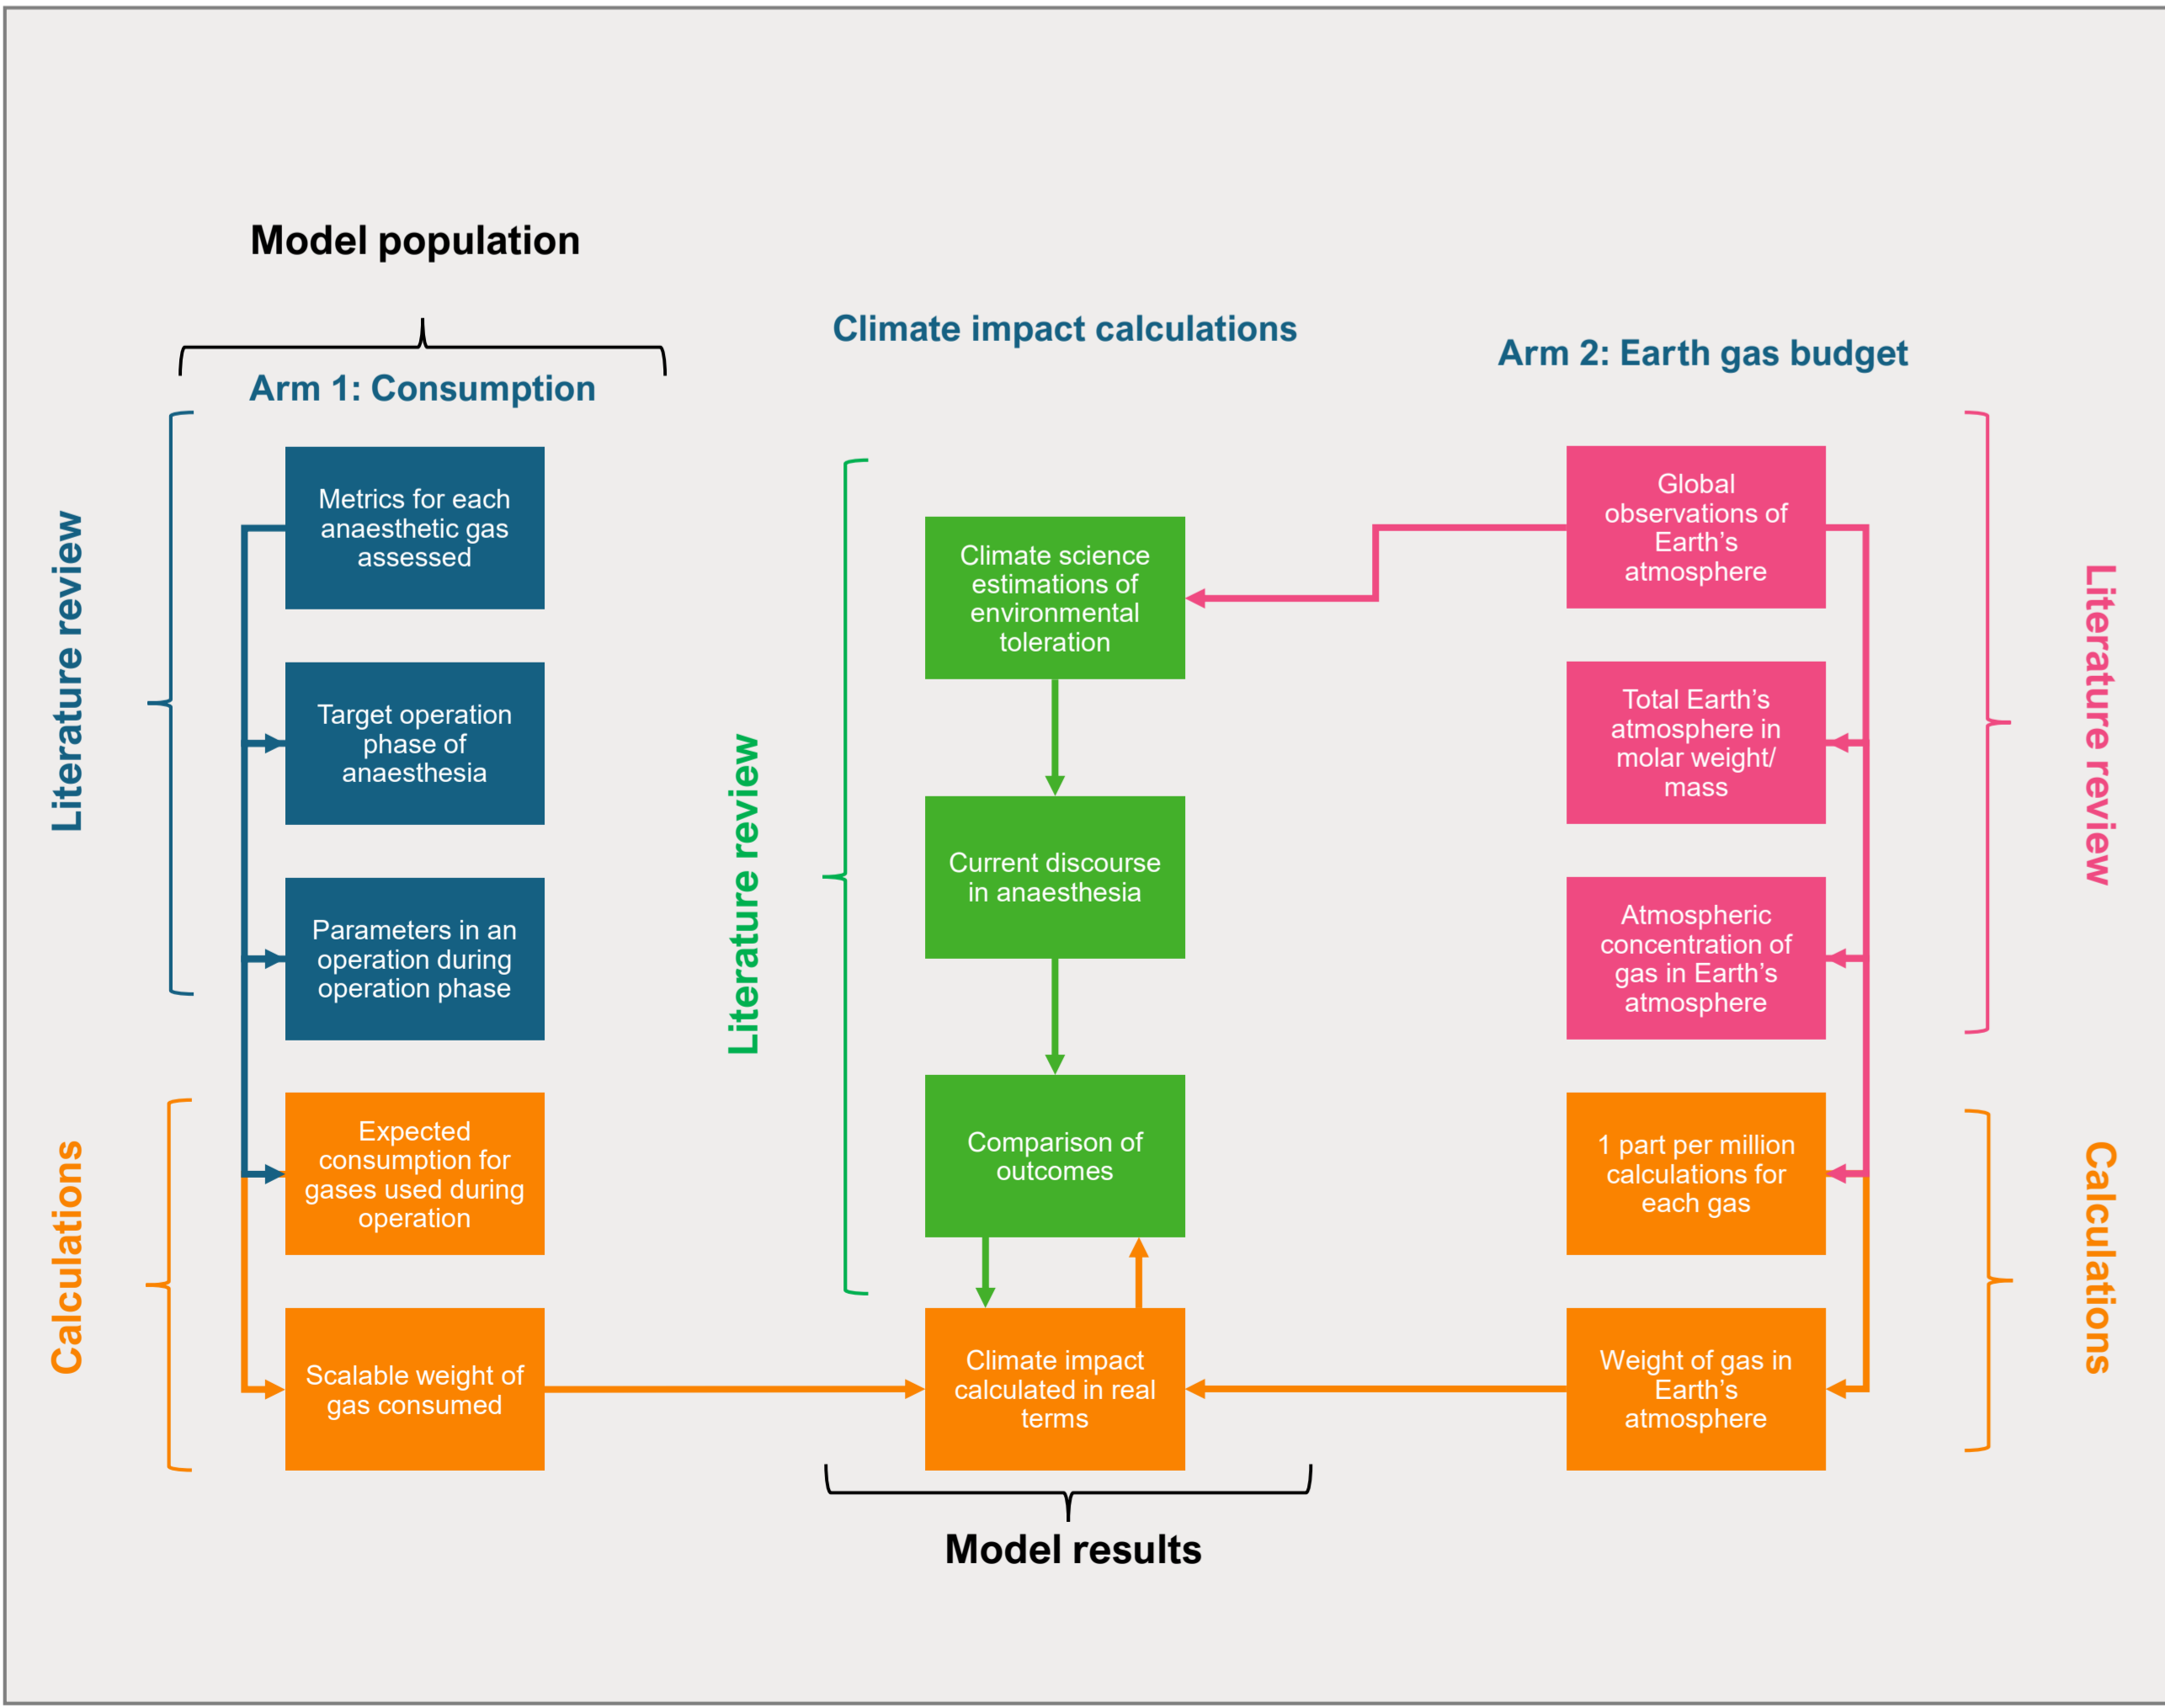 Model population
Arm 1: Consumption
Literature review
Metrics for each
anaesthetic gas
assessed
Target operation
phase of
anaesthesia
Parameters in an
operation during
operation phase
Calculations
Expected
consumption for
gases used during
operation
Scalable weight of
gas consumed
Climate impact calculations
Literature review
Climate science
estimations of
environmental
toleration
Current discourse
in anaesthesia
Comparison of
outcomes
Climate impact
calculated in real
terms
Model results
Arm 2: Earth gas budget
Global
observations of
Earth’s
atmosphere
Total Earth’s
atmosphere in
molar weight/
mass
Atmospheric
concentration of
gas in Earth’s
atmosphere
Literature review
1 part per million
calculations for
each gas
Weight of gas in
Earth’s
atmosphere
Calculations